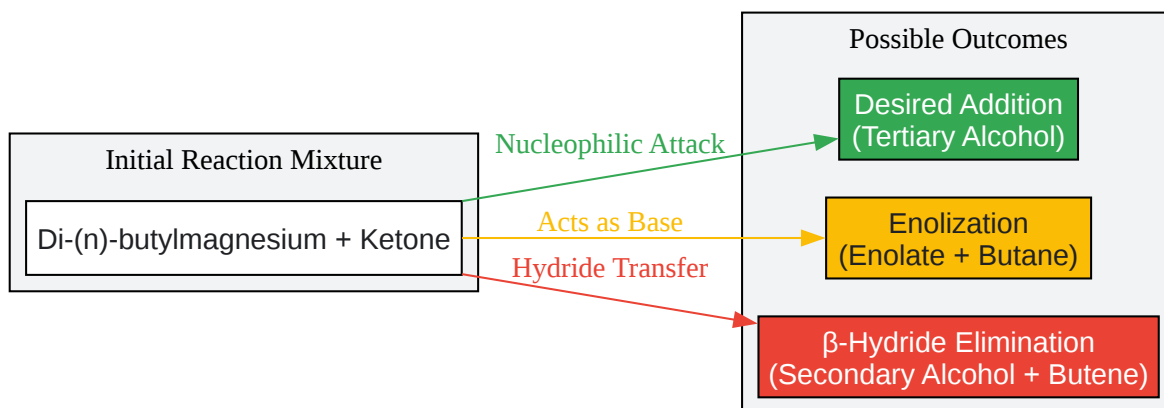 Possible Outcomes
Desired Addition
(Tertiary Alcohol)
Nucleophilic Attack
Initial Reaction Mixture
Di-(n)-butylmagnesium + Ketone
Acts as Base
Enolization
(Enolate + Butane)
Hydride Transfer
β-Hydride Elimination
(Secondary Alcohol + Butene)